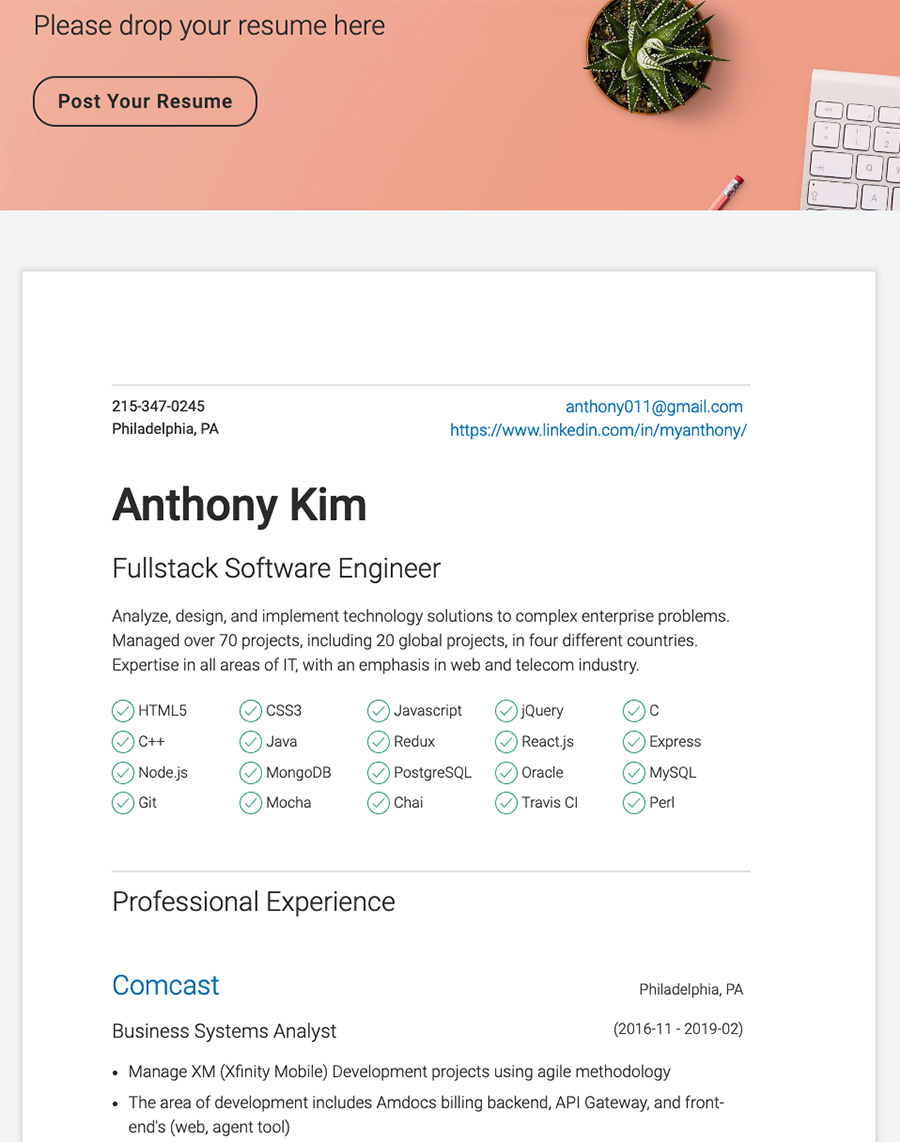 Please drop your resume here
Post Your Resume
215-347-0245
anthony011@gmail.com
Philadelphia, PA
https://www.linkedin.com/in/myanthony/
Anthony Kim
Fullstack Software Engineer
Analyze, design, and implement technology solutions to complex enterprise problems.
Managed over 70 projects, including 20 global projects, in four different countries.
Expertise in all areas of IT, with an emphasis in web and telecom industry.
HTML5 CSS3 Javascript jQuery C
C++ Java Redux React.js Express
Node.js MongoDB PostgreSQL Oracle MySQL
Git Mocha Chai Travis CI Perl
Professional Experience
Comcast
Philadelphia, PA
Business Systems Analyst
(2016-11 - 2019-02)
• Manage XM (Xfinity Mobile) Development projects using agile methodology
• The area of development includes Amdocs billing backend, API Gateway, and front-
end's (web, agent tool)